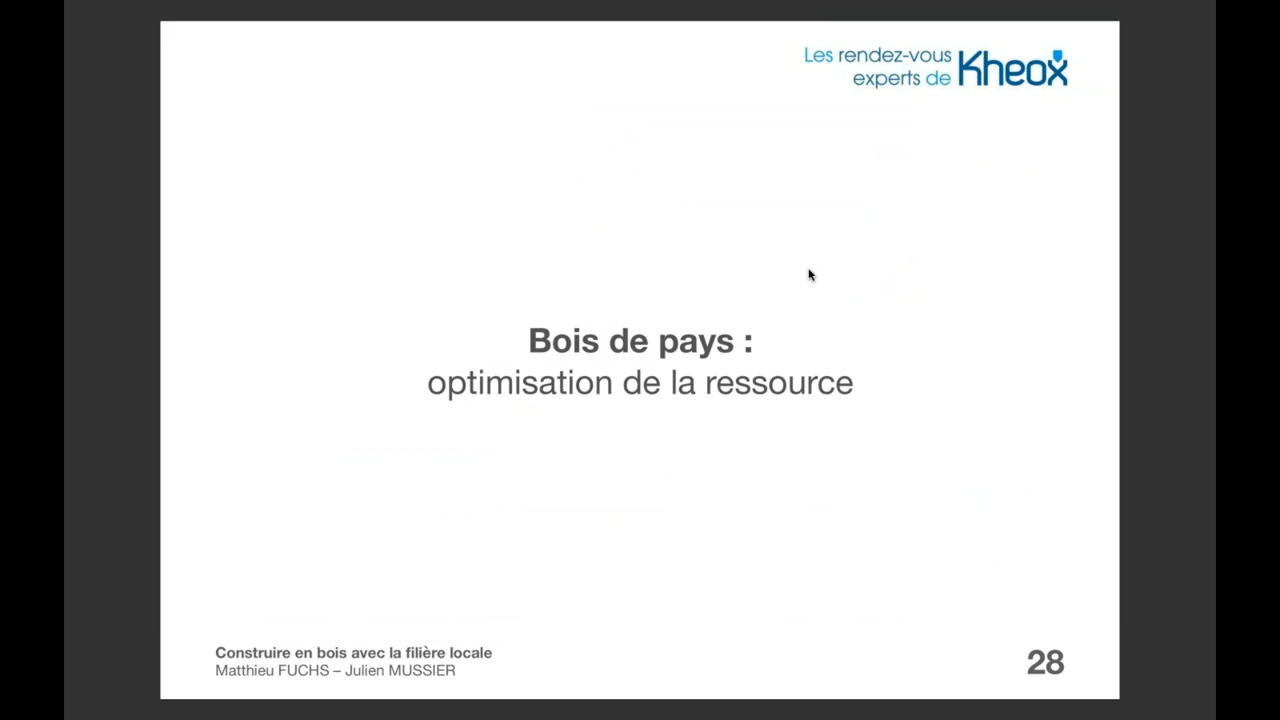 Les rendez-vous
experts de Kheox
Bois de pays :
optimisation de la ressource
Construire en bois avec la filière locale
Matthieu FUCHS – Julien MUSSIER
28